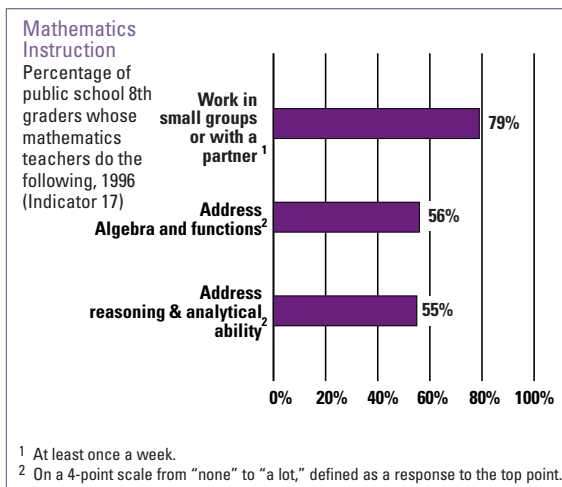 Mathematics
Instruction
Percentage of
public school 8th
graders whose
mathematics
teachers do the
following, 1996
(Indicator 17)
Work in
small groups
or with a
partner 1
79%
Address
Algebra and functions2
56%
Address
reasoning & analytical
ability2
55%
0% 20% 40% 60% 80% 100%
1 At least once a week.
2 On a 4-point scale from “none” to “a lot,” defined as a response to the top point.